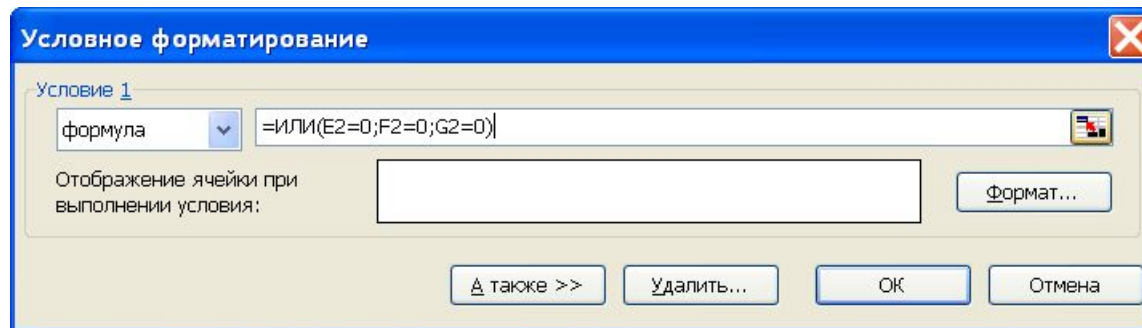 Условное форматирование
Условие 1
формула
=ИЛИ(E2=0;F2=0;G2=0)
Отображение ячейки при
выполнении условия:
Формат...
А также >>
Удалить...
ОК
Отмена